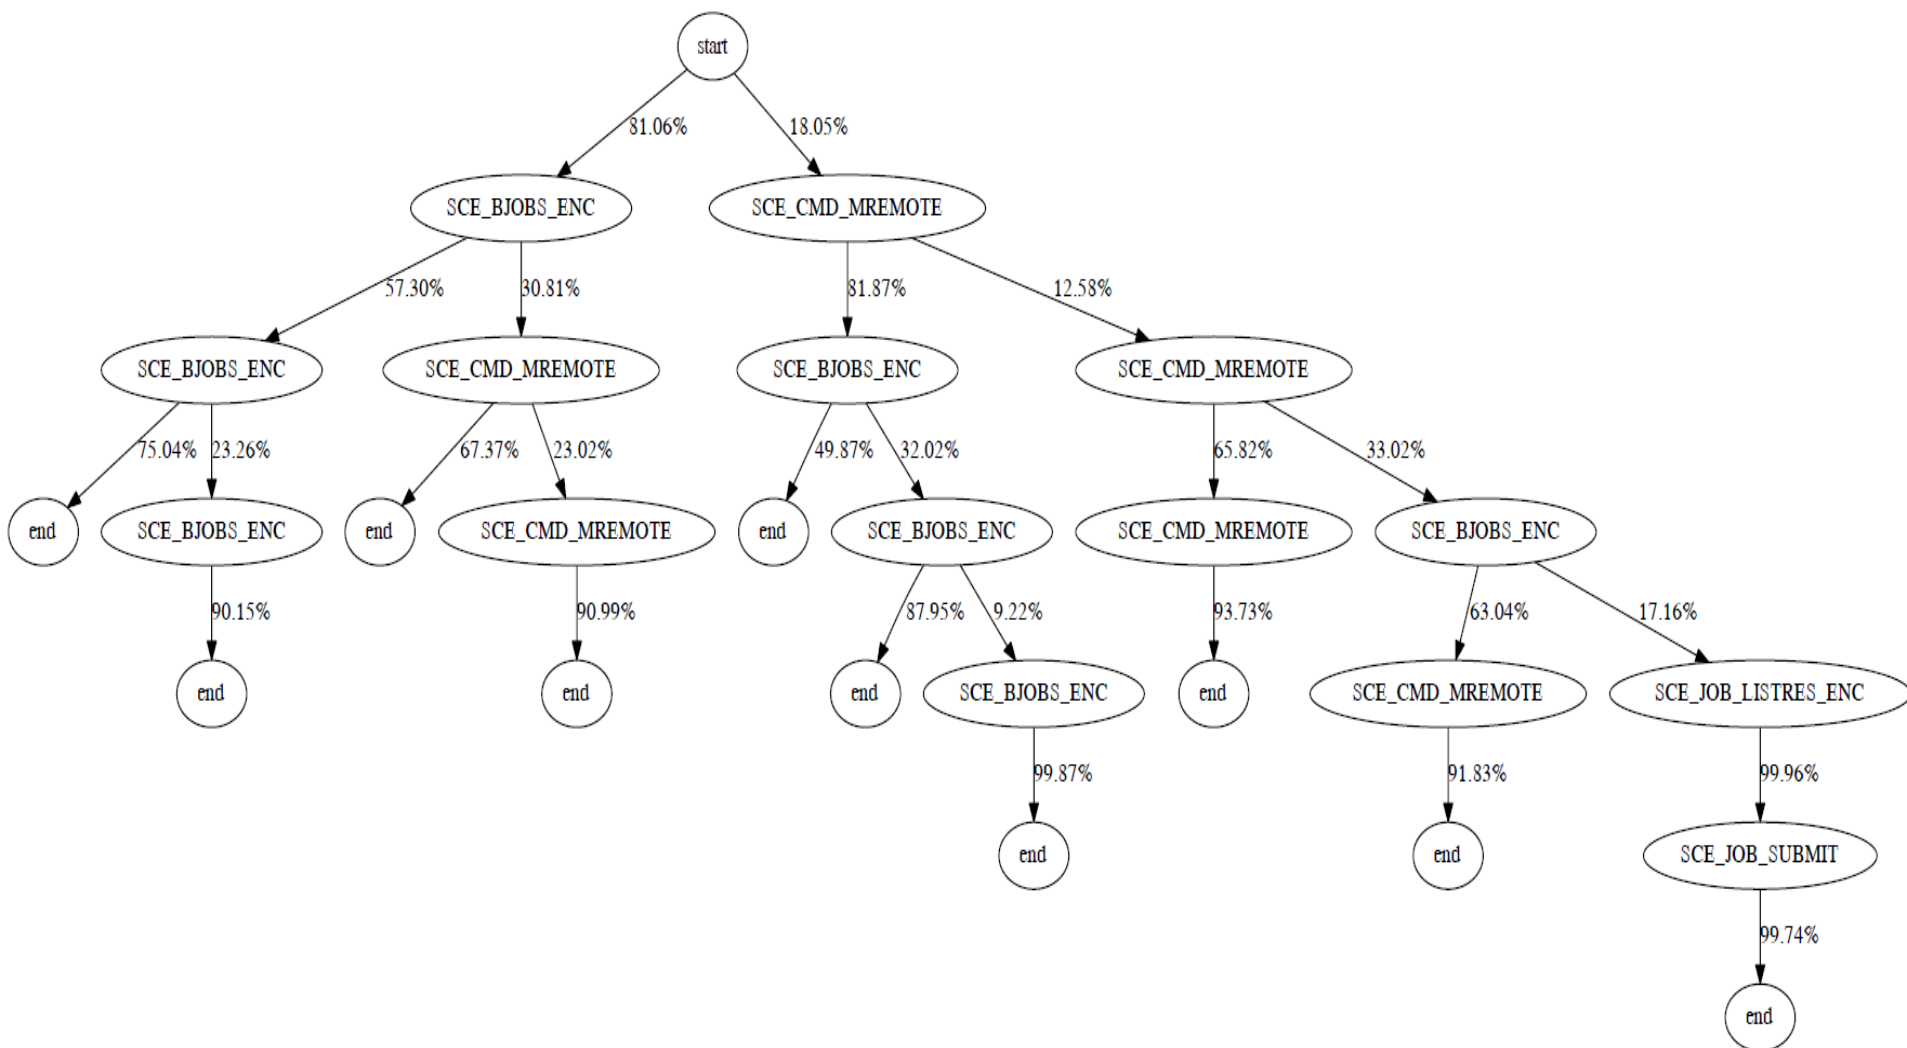 start
81.06%
18.05%
SCE_BJOBS_ENC
SCE_CMD_MREMOTE
57.30%
30.81%
81.87%
12.58%
SCE_BJOBS_ENC
SCE_CMD_MREMOTE
SCE_BJOBS_ENC
SCE_CMD_MREMOTE
75.04%
23.26%
67.37%
23.02%
49.87%
32.02%
65.82%
33.02%
end
SCE_BJOBS_ENC
end
SCE_CMD_MREMOTE
end
SCE_BJOBS_ENC
SCE_CMD_MREMOTE
SCE_BJOBS_ENC
90.15%
90.99%
87.95%
9.22%
93.73%
63.04%
17.16%
end
end
end
SCE_BJOBS_ENC
end
SCE_CMD_MREMOTE
SCE_JOB_LISTRES_ENC
99.87%
91.83%
99.96%
end
end
SCE_JOB_SUBMIT
99.74%
end